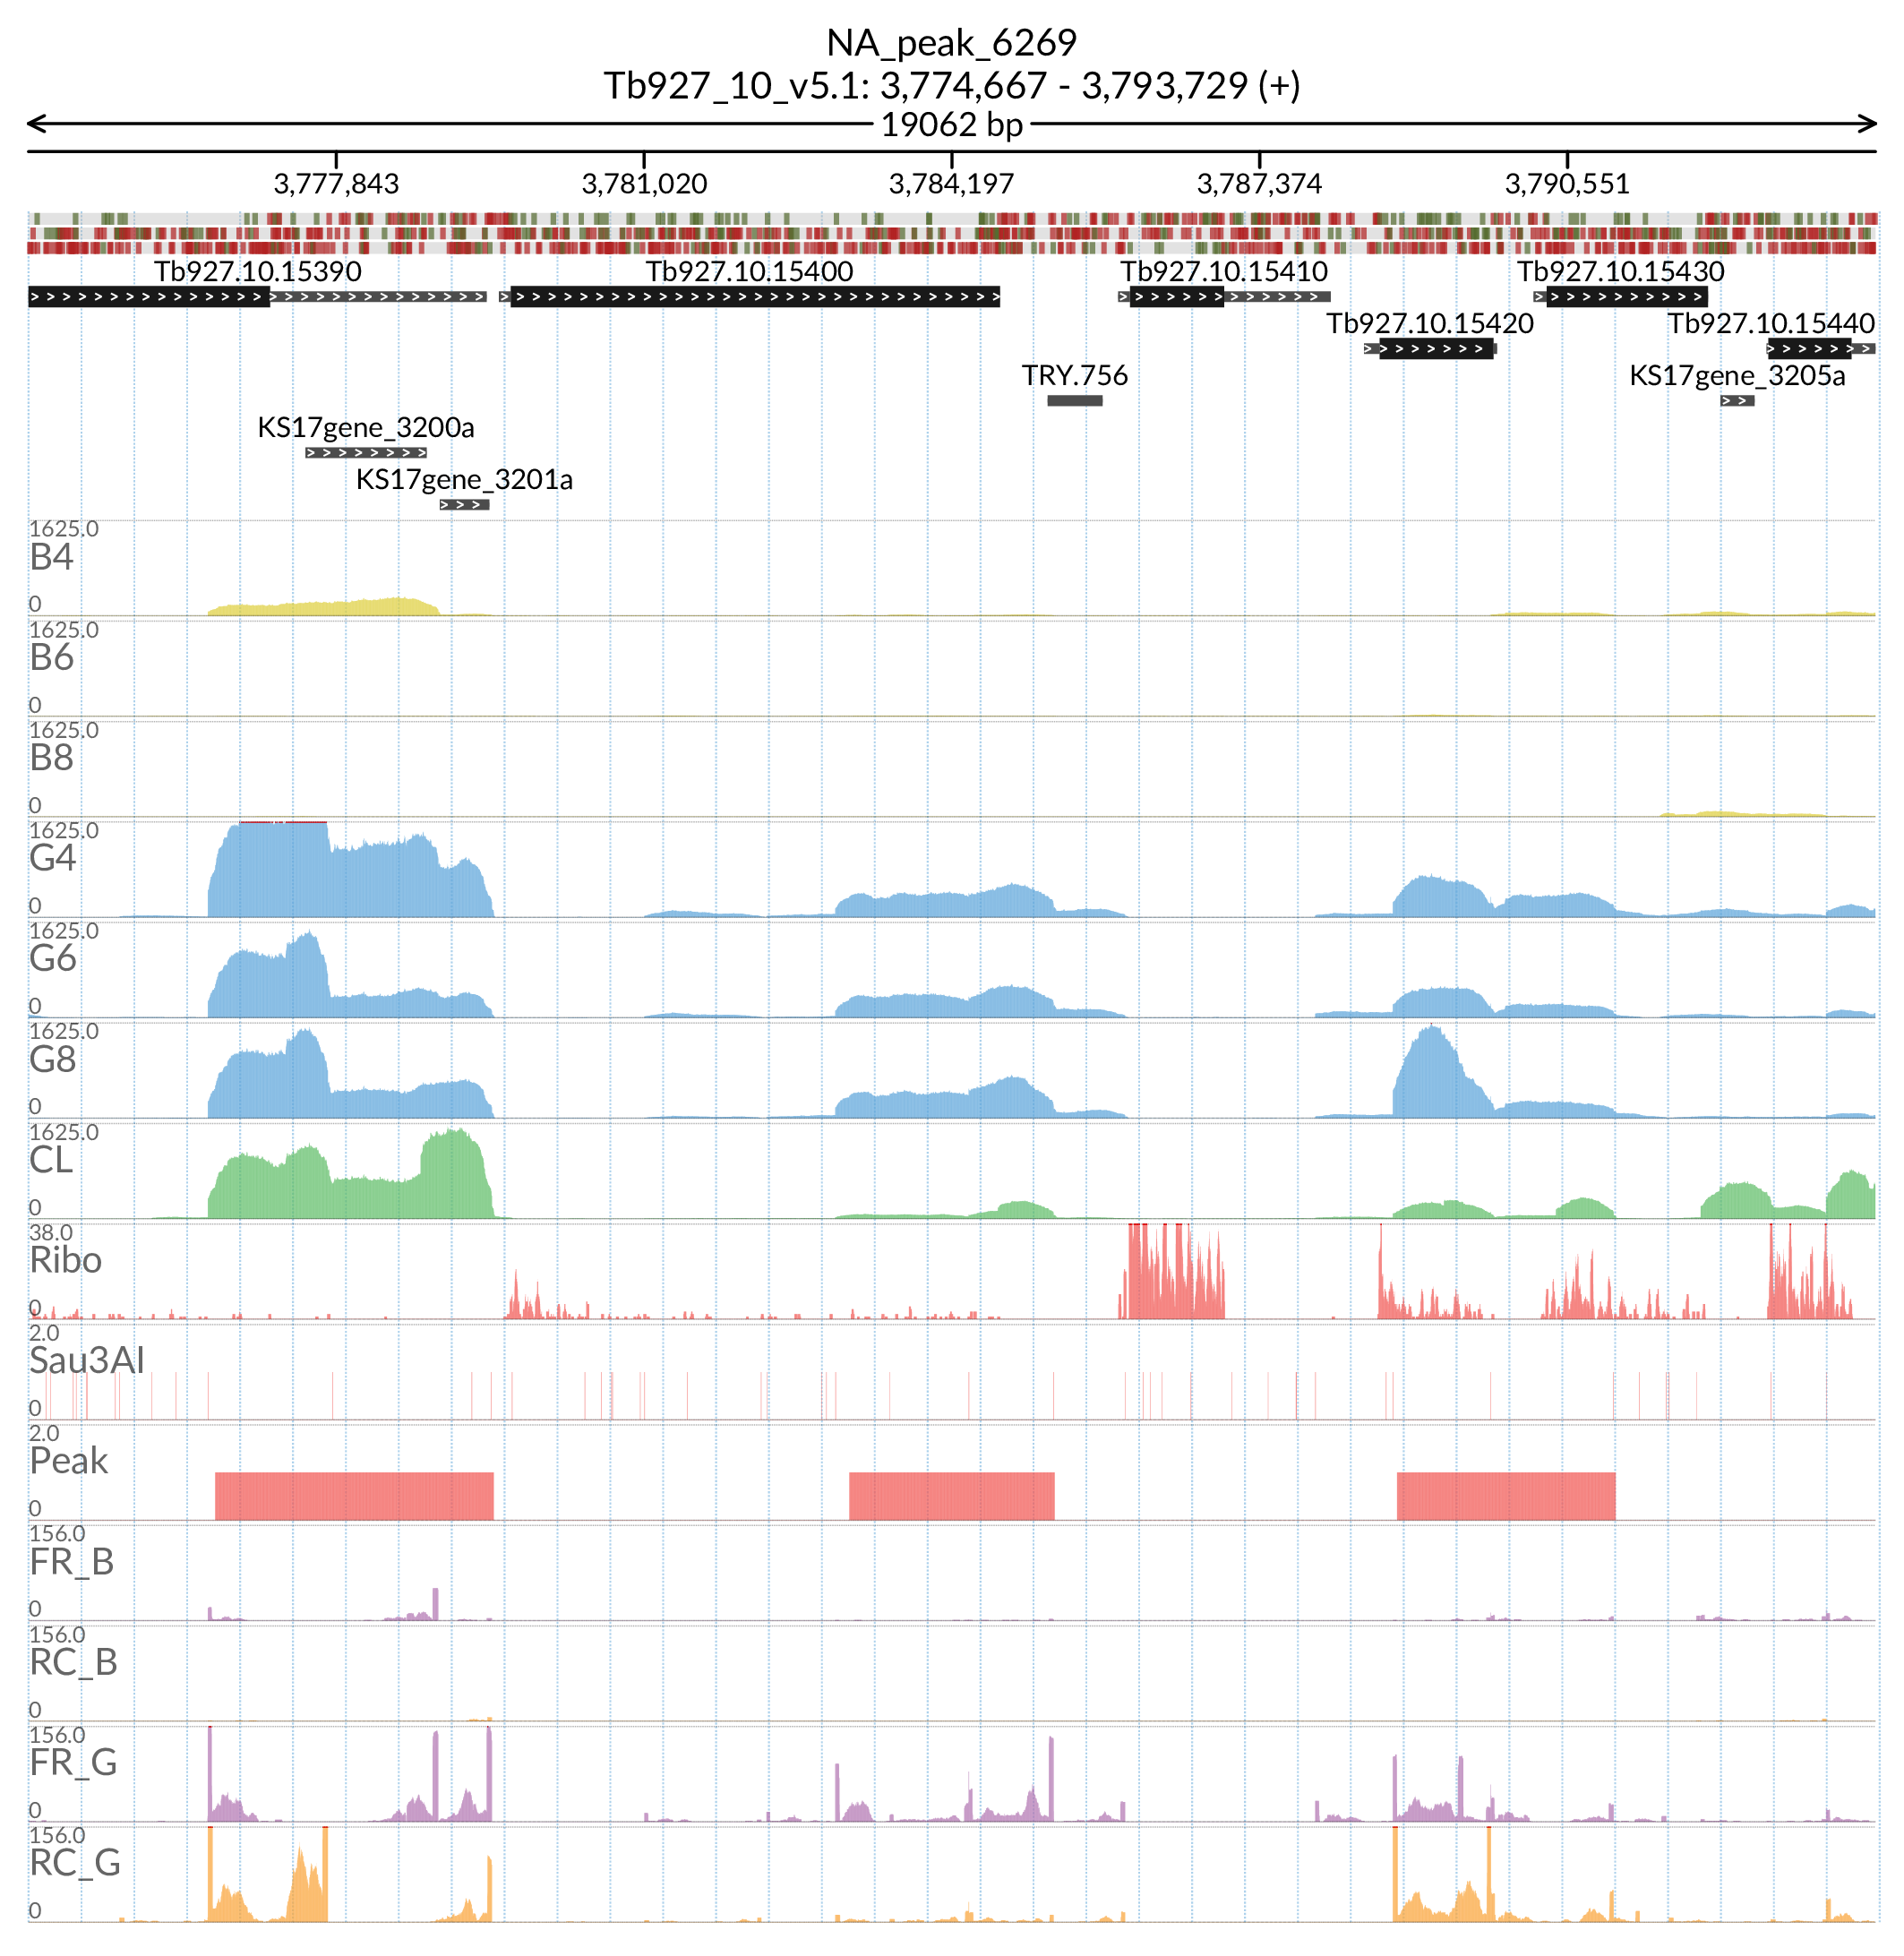 NA_peak_6269
Tb927_10_v5.1: 3,774,667 - 3,793,729 (+)
19062 bp
3,777,843 3,781,020 3,784,197 3,787,374 3,790,551
Tb927.10.15390 Tb927.10.15400 Tb927.10.15410 Tb927.10.15430
Tb927.10.15420 Tb927.10.15440
TRY.756 KS17gene_3205a
KS17gene_3200a
KS17gene_3201a
1625.0
B4
0
1625.0
B6
0
1625.0
B8
0
1625.0
G4
0
1625.0
G6
0
1625.0
G8
0
1625.0
CL
0
38.0
Ribo
0
2.0
Sau3AI
0
2.0
Peak
0
156.0
FR_B
0
156.0
RC_B
0
156.0
FR_G
0
156.0
RC_G
0